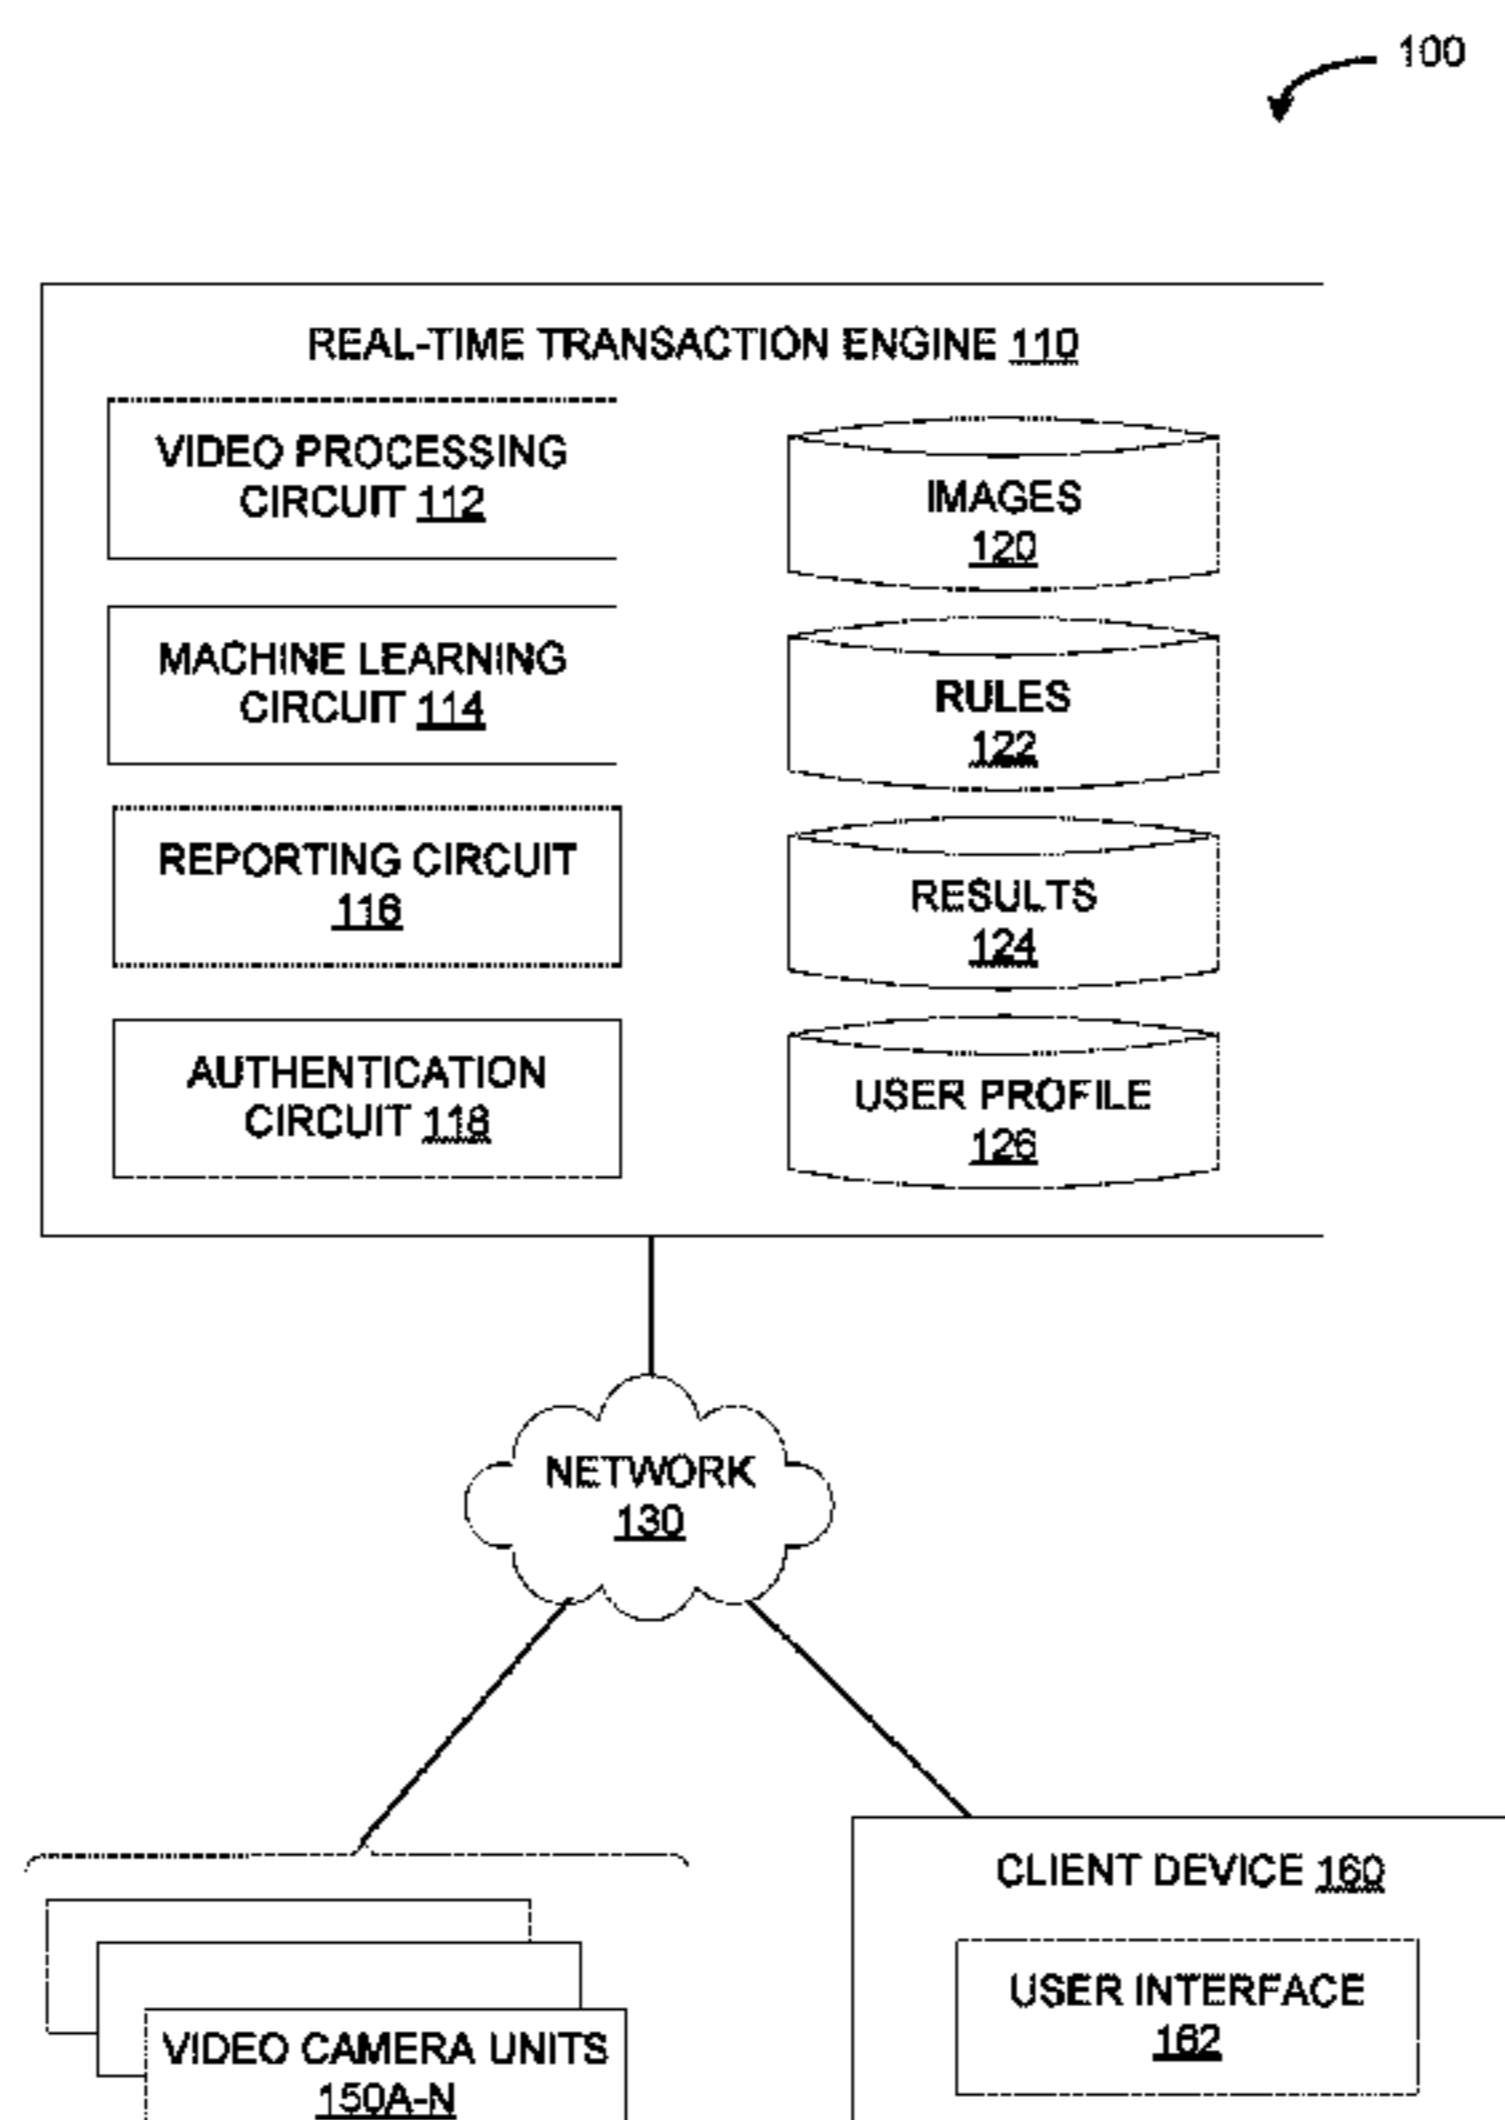 100
REAL-TIME TRANSACTION ENGINE 110
VIDEO PROCESSING
CIRCUIT 112
MACHINE LEARNING
CIRCUIT 114
REPORTING CIRCUIT
116
AUTHENTICATION
CIRCUIT 118
IMAGES
120
RULES
122
RESULTS
124
USER PROFILE
126
NETWORK
130
VIDEO CAMERA UNITS
150A-N
CLIENT DEVICE 160
USER INTERFACE
162